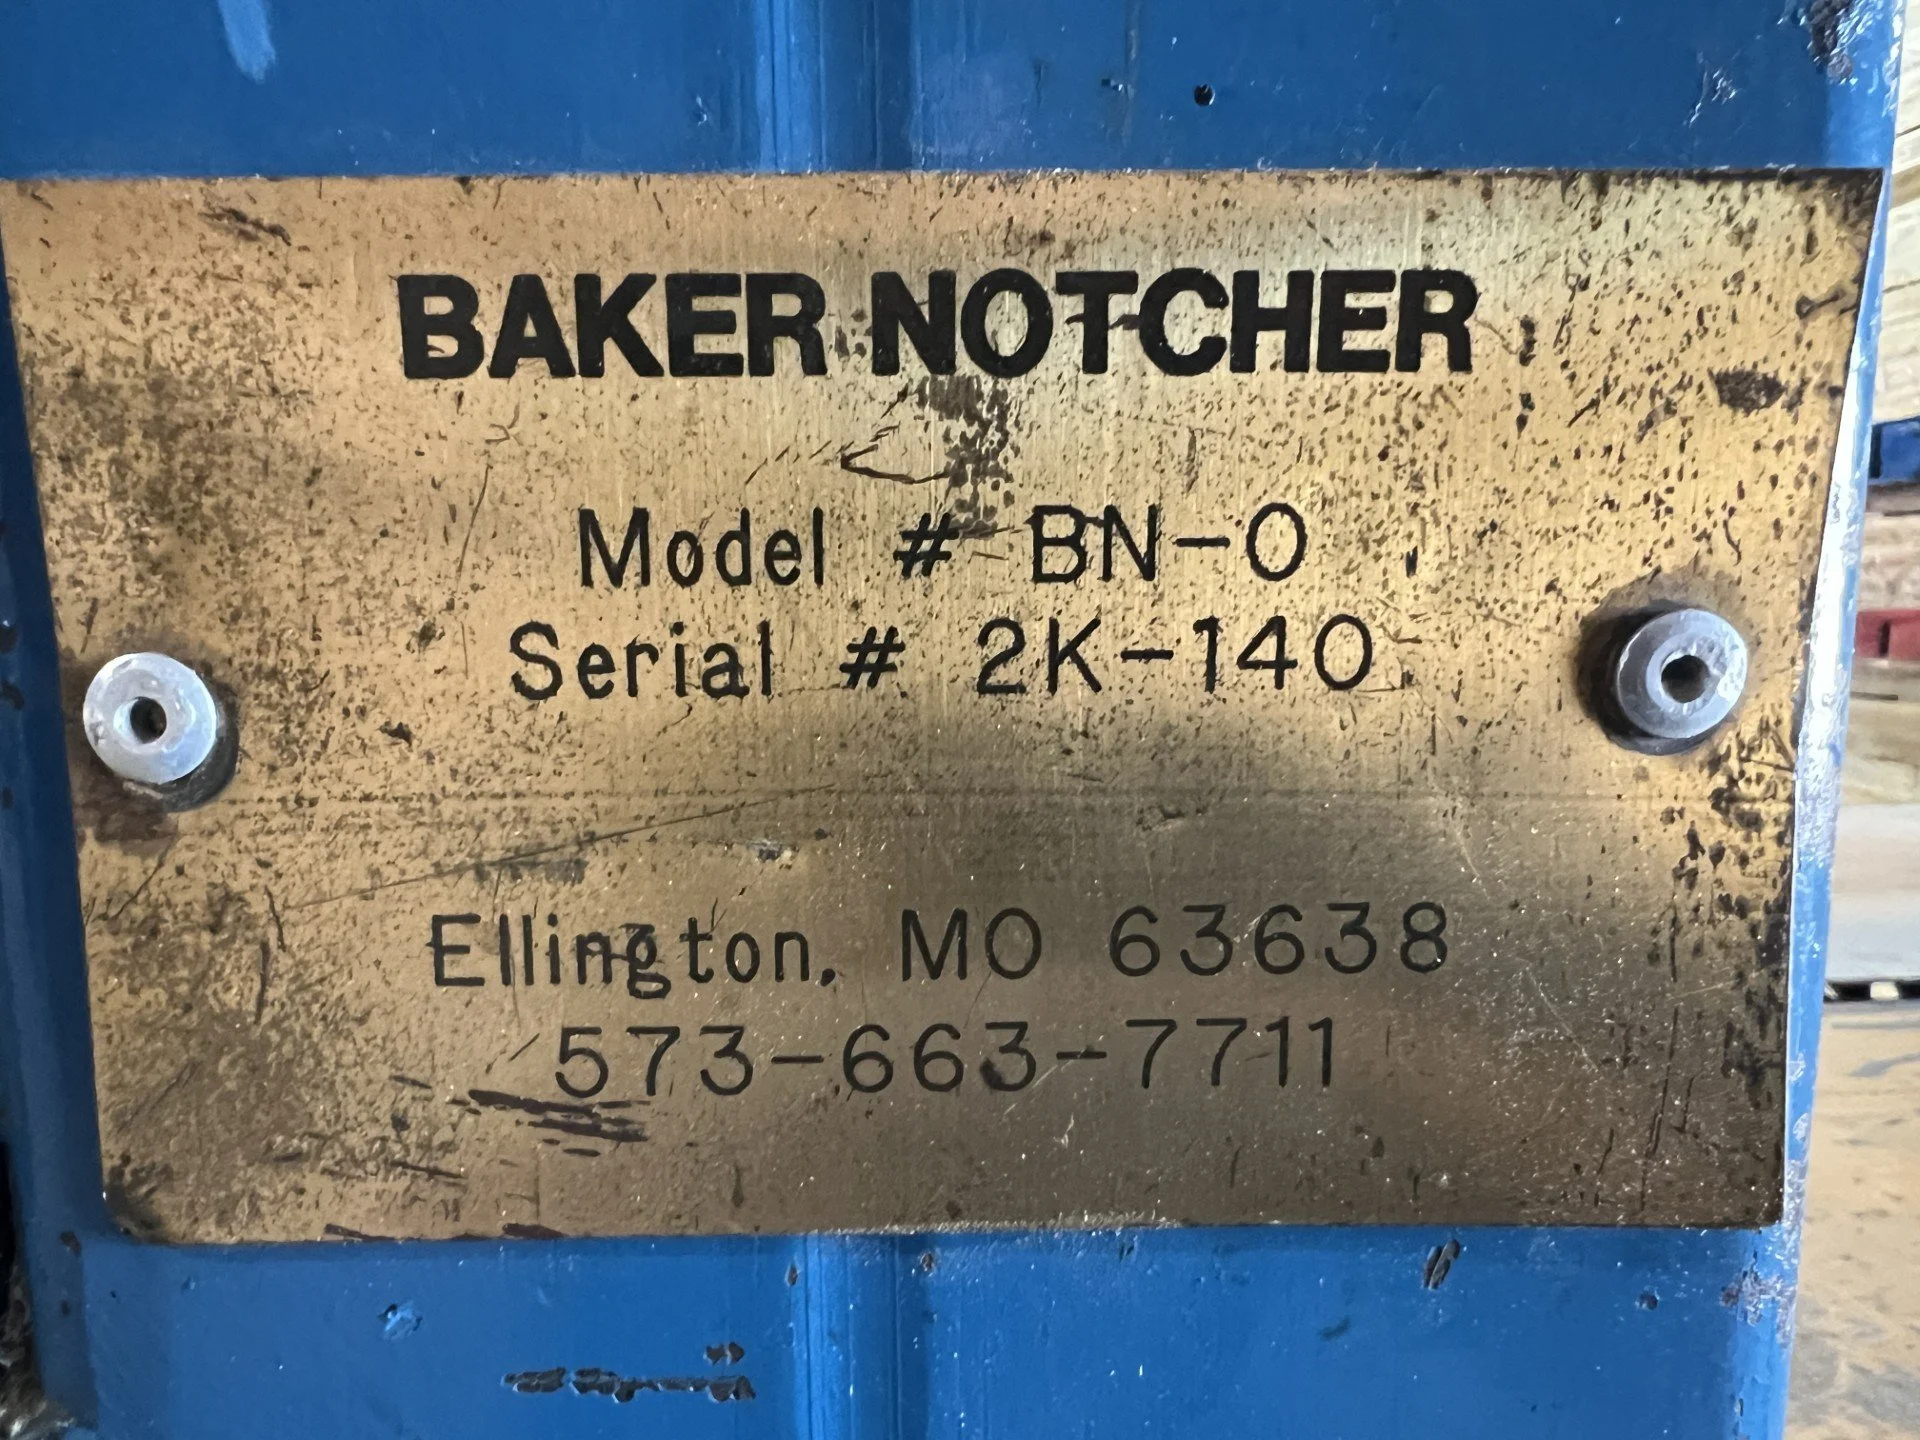 BAKER NOTCHER
Model # BN-0
Serial # 2K-140
Ellington, MO 63638
573-663-7711